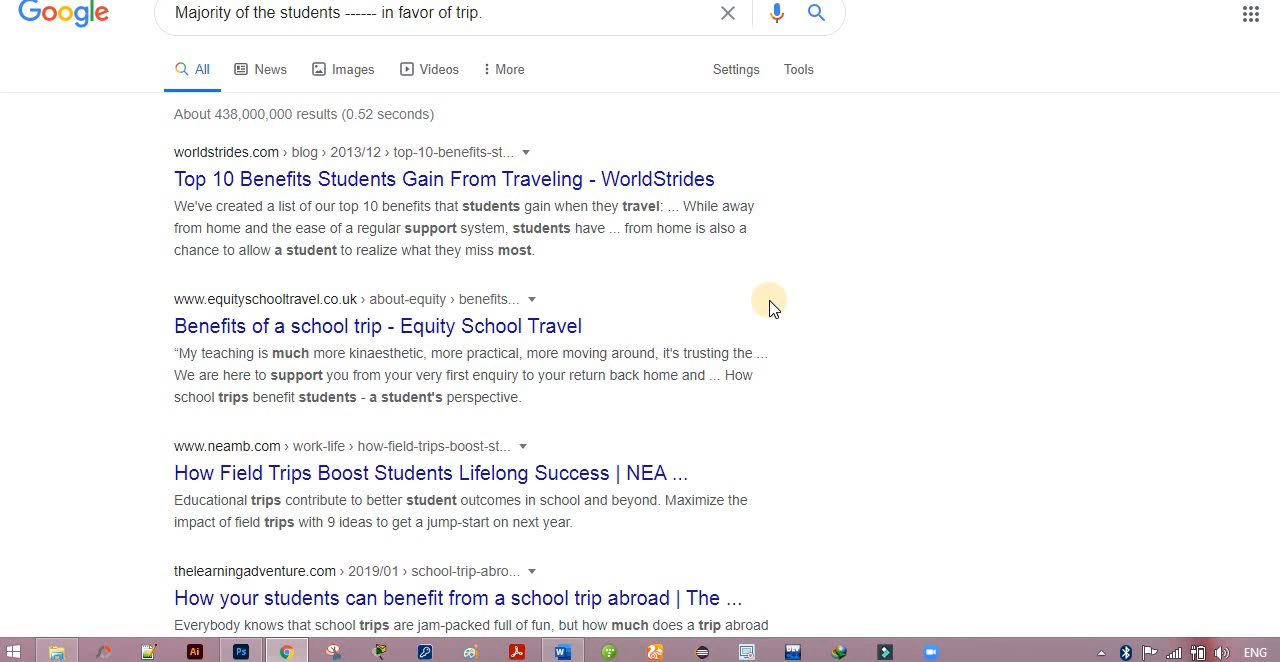 Google
Majority of the students ------ in favor of trip.
All News Images Videos More Settings Tools
About 438,000,000 results (0.52 seconds)
worldstrides.com › blog › 2013/12 › top-10-benefits-st...
Top 10 Benefits Students Gain From Traveling - WorldStrides
We've created a list of our top 10 benefits that students gain when they travel: ... While away
from home and the ease of a regular support system, students have ... from home is also a
chance to allow a student to realize what they miss most.
www.equityschooltravel.co.uk › about-equity › benefits...
Benefits of a school trip - Equity School Travel
“My teaching is much more kinaesthetic, more practical, more moving around, it's trusting the ...
We are here to support you from your very first enquiry to your return back home and ... How
school trips benefit students - a student's perspective.
www.neamb.com › work-life › how-field-trips-boost-st...
How Field Trips Boost Students Lifelong Success | NEA ...
Educational trips contribute to better student outcomes in school and beyond. Maximize the
impact of field trips with 9 ideas to get a jump-start on next year.
thelearningadventure.com › 2019/01 › school-trip-abro...
How your students can benefit from a school trip abroad | The ...
Everybody knows that school trips are jam-packed full of fun, but how much does a trip abroad
Ai Ps W DEV ENG